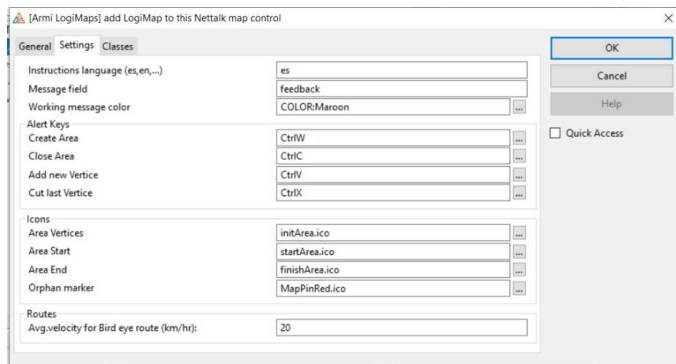 [Armi LogiMaps] add LogiMap to this Nettalk map control
General Settings Classes
OK
Cancel
Help
Quick Access
Instructions language (es,en,...) es
Message field feedback
Working message color COLOR:Maroon ...
Alert Keys
Create Area CtrlW ...
Close Area CtrlC ...
Add new Vertice CtrlV ...
Cut last Vertice CtrlX ...
Icons
Area Vertices initArea.ico ...
Area Start startArea.ico ...
Area End finishArea.ico ...
Orphan marker MapPinRed.ico ...
Routes
Avg.velocity for Bird eye route (km/hr): 20